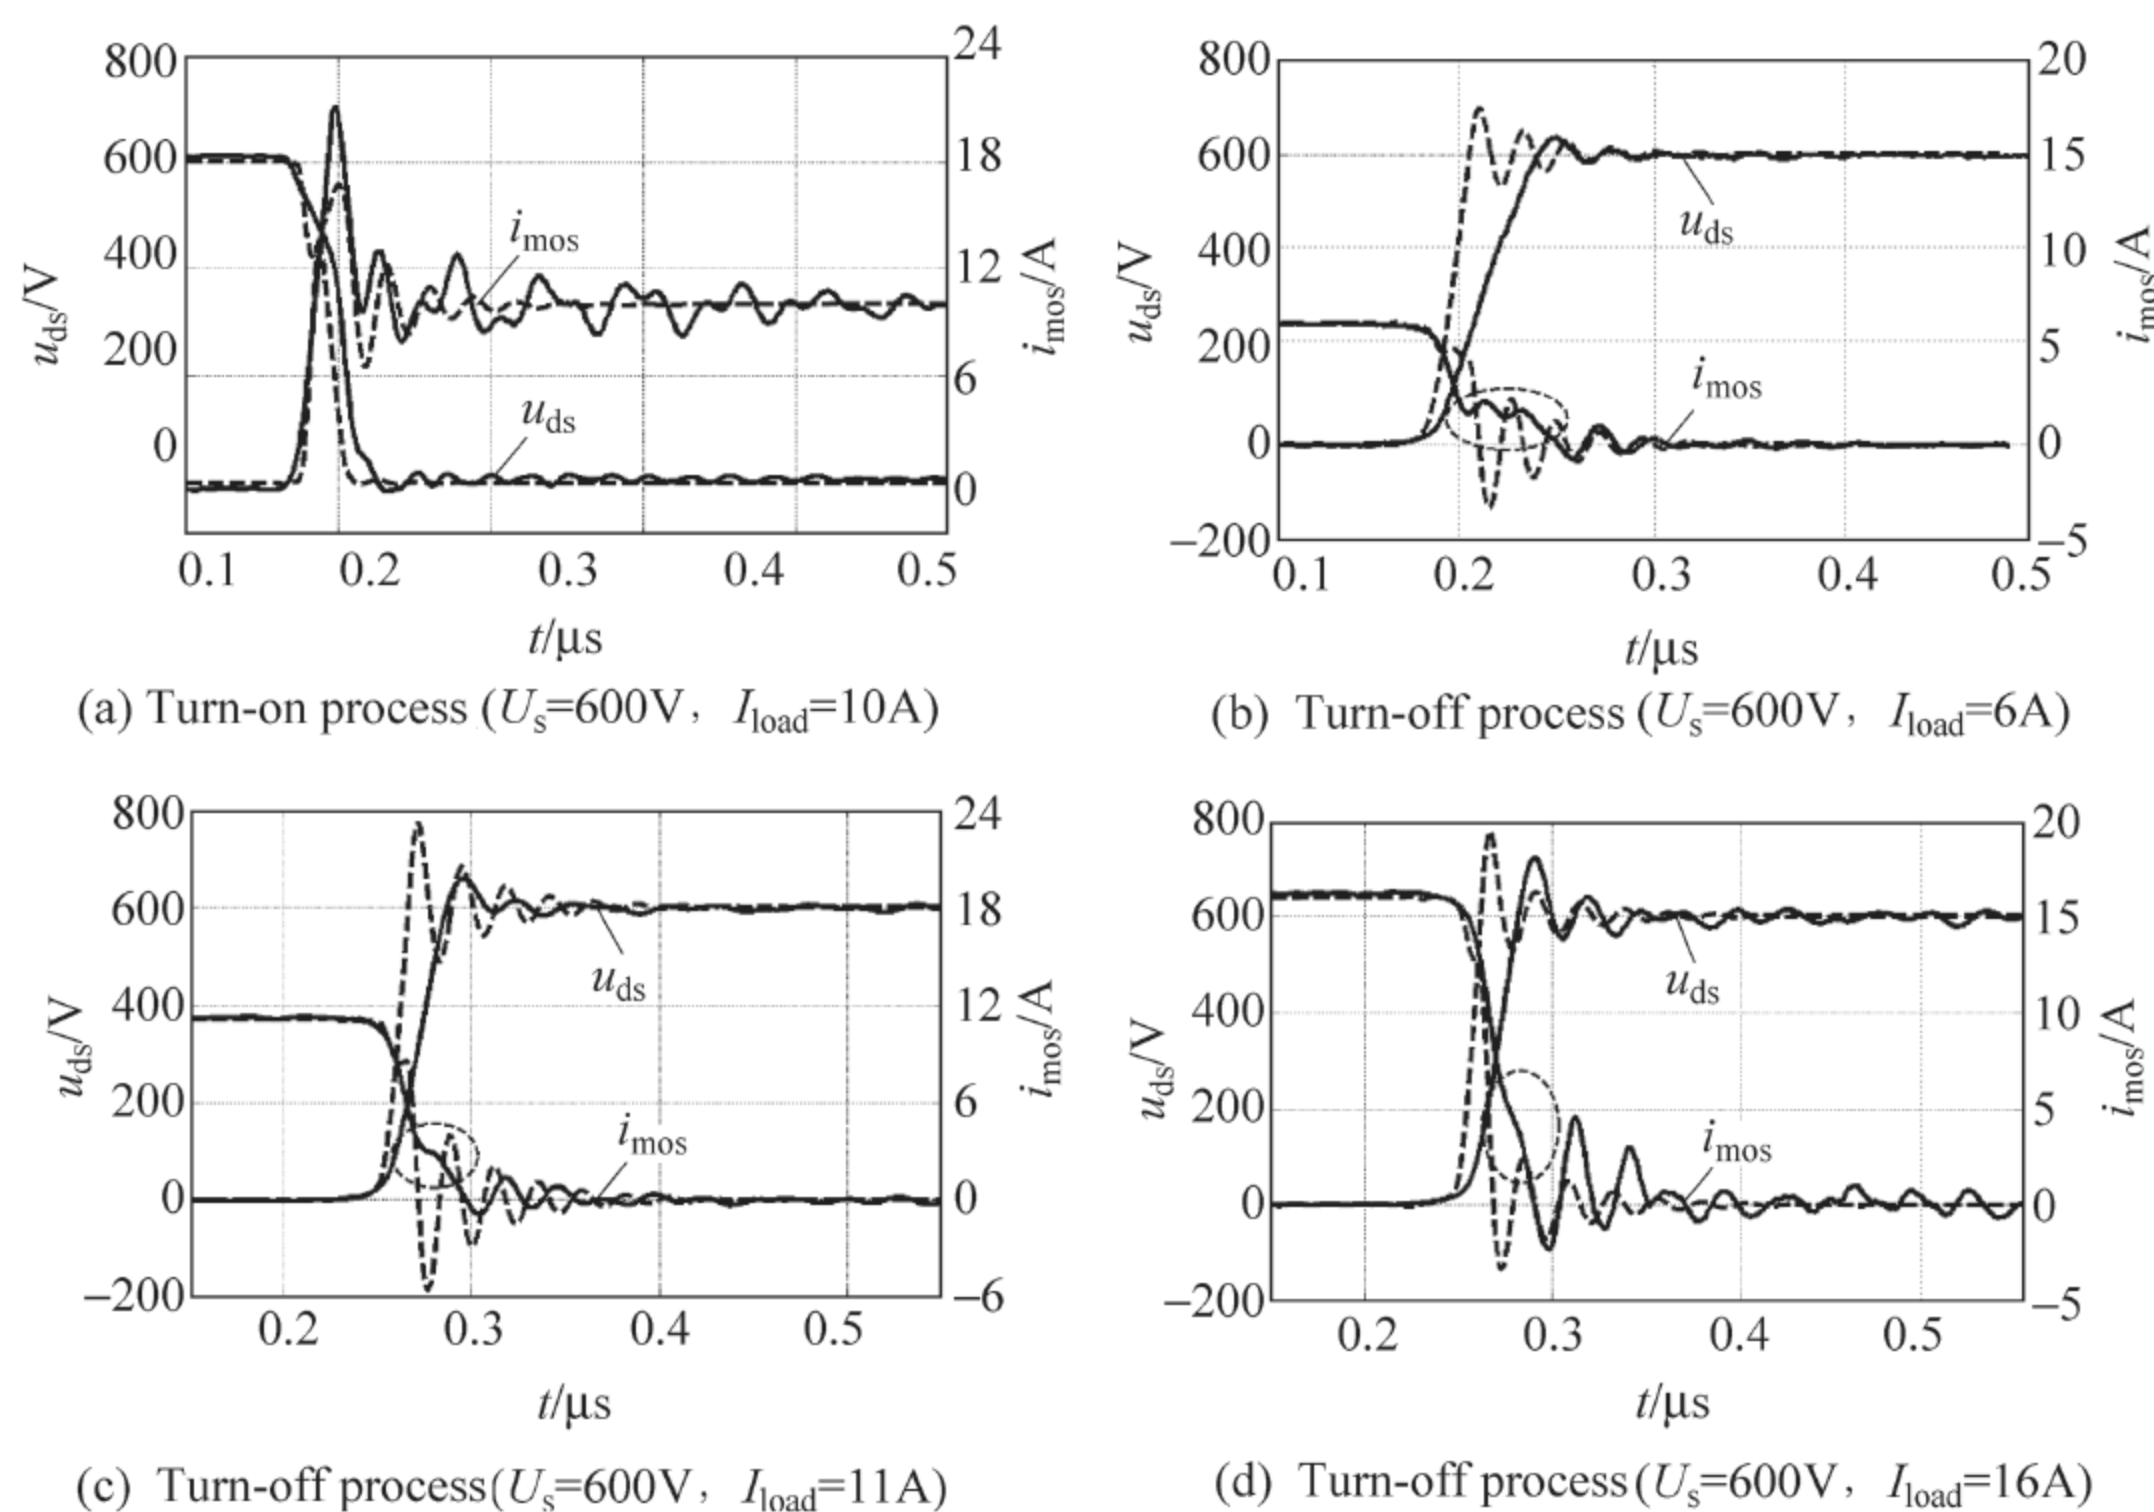 800
600
400
200
0
24
18
12
6
0
u_ds/V
i_mos/A
i_mos
u_ds
0.1 0.2 0.3 0.4 0.5
t/μs
(a) Turn-on process (U_s=600V, I_load=10A)
800
600
400
200
0
−200
20
15
10
5
0
−5
u_ds/V
i_mos/A
u_ds
i_mos
0.1 0.2 0.3 0.4 0.5
t/μs
(b) Turn-off process (U_s=600V, I_load=6A)
800
600
400
200
0
−200
24
18
12
6
0
−6
u_ds/V
i_mos/A
u_ds
i_mos
0.2 0.3 0.4 0.5
t/μs
(c) Turn-off process(U_s=600V, I_load=11A)
800
600
400
200
0
−200
20
15
10
5
0
−5
u_ds/V
i_mos/A
u_ds
i_mos
0.2 0.3 0.4 0.5
t/μs
(d) Turn-off process(U_s=600V, I_load=16A)